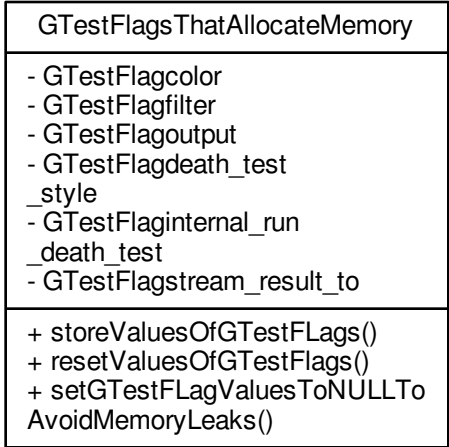 GTestFlagsThatAllocateMemory
- GTestFlagcolor
- GTestFlagfilter
- GTestFlagoutput
- GTestFlagdeath_test
_style
- GTestFlaginternal_run
_death_test
- GTestFlagstream_result_to
+ storeValuesOfGTestFLags()
+ resetValuesOfGTestFlags()
+ setGTestFLagValuesToNULLTo
AvoidMemoryLeaks()